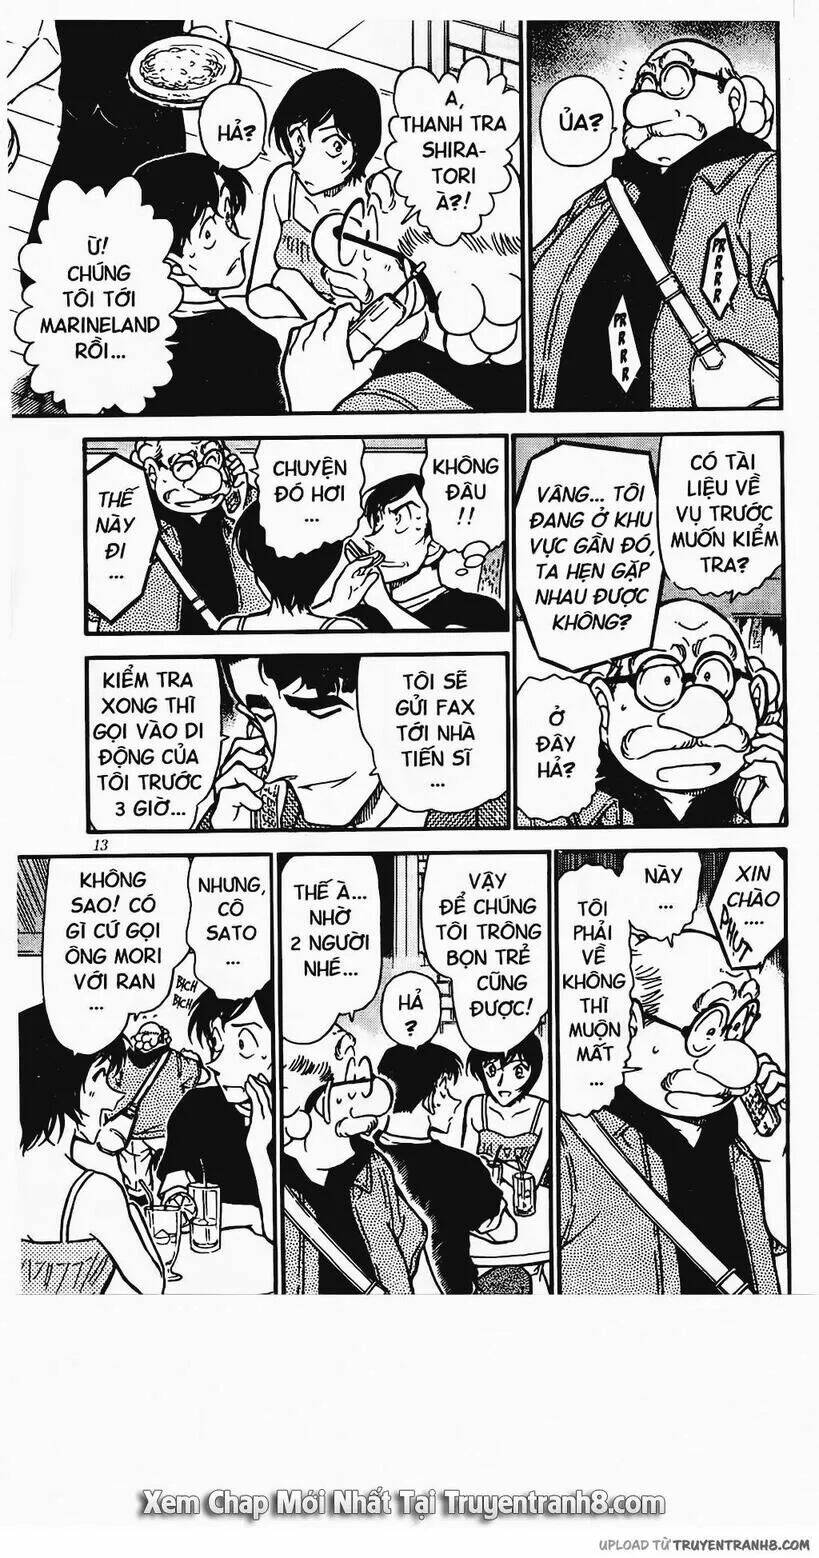 ỦA?
PRRRR
PRRRR
A,
THANH TRA
SHIRA-
TORI
À?!
HẢ?
Ừ!
CHÚNG
TÔI TỚI
MARINELAND
RỒI...
CÓ TÀI
LIỆU VỀ
VỤ TRƯỚC
MUỐN KIỂM
TRA?
VÂNG... TÔI
ĐANG Ở KHU
VỰC GẦN ĐÓ,
TA HẸN GẶP
NHAU ĐƯỢC
KHÔNG?
Ở
ĐÂY
HẢ?
KHÔNG
ĐÂU
!!
CHUYỆN
ĐÓ HƠI
...
THẾ
NÀY
ĐI
...
TÔI SẼ
GỬI FAX
TỚI NHÀ
TIẾN SĨ
...
KIỂM TRA
XONG THÌ
GỌI VÀO DI
ĐỘNG CỦA
TÔI TRƯỚC
3 GIỜ...
13
XIN
CHÀO
....
PHỤT
NÀY
...
TÔI
PHẢI
VỀ
KHÔNG
THÌ
MUỘN
MẤT
...
VẬY
ĐỂ CHÚNG
TÔI TRÔNG
BỌN TRẺ
CŨNG
ĐƯỢC!
HẢ
?
THẾ À...
NHỜ
2 NGƯỜI
NHÉ...
NHƯNG,
CÔ
SATO
...
KHÔNG
SAO! CÓ
GÌ CỨ GỌI
ÔNG MORI
VỚI RAN
...
BỊCH
BỊCH
Xem Chap Mới Nhất Tại Truyentranh8.com
UPLOAD TỪ TRUYENTRANH8.COM